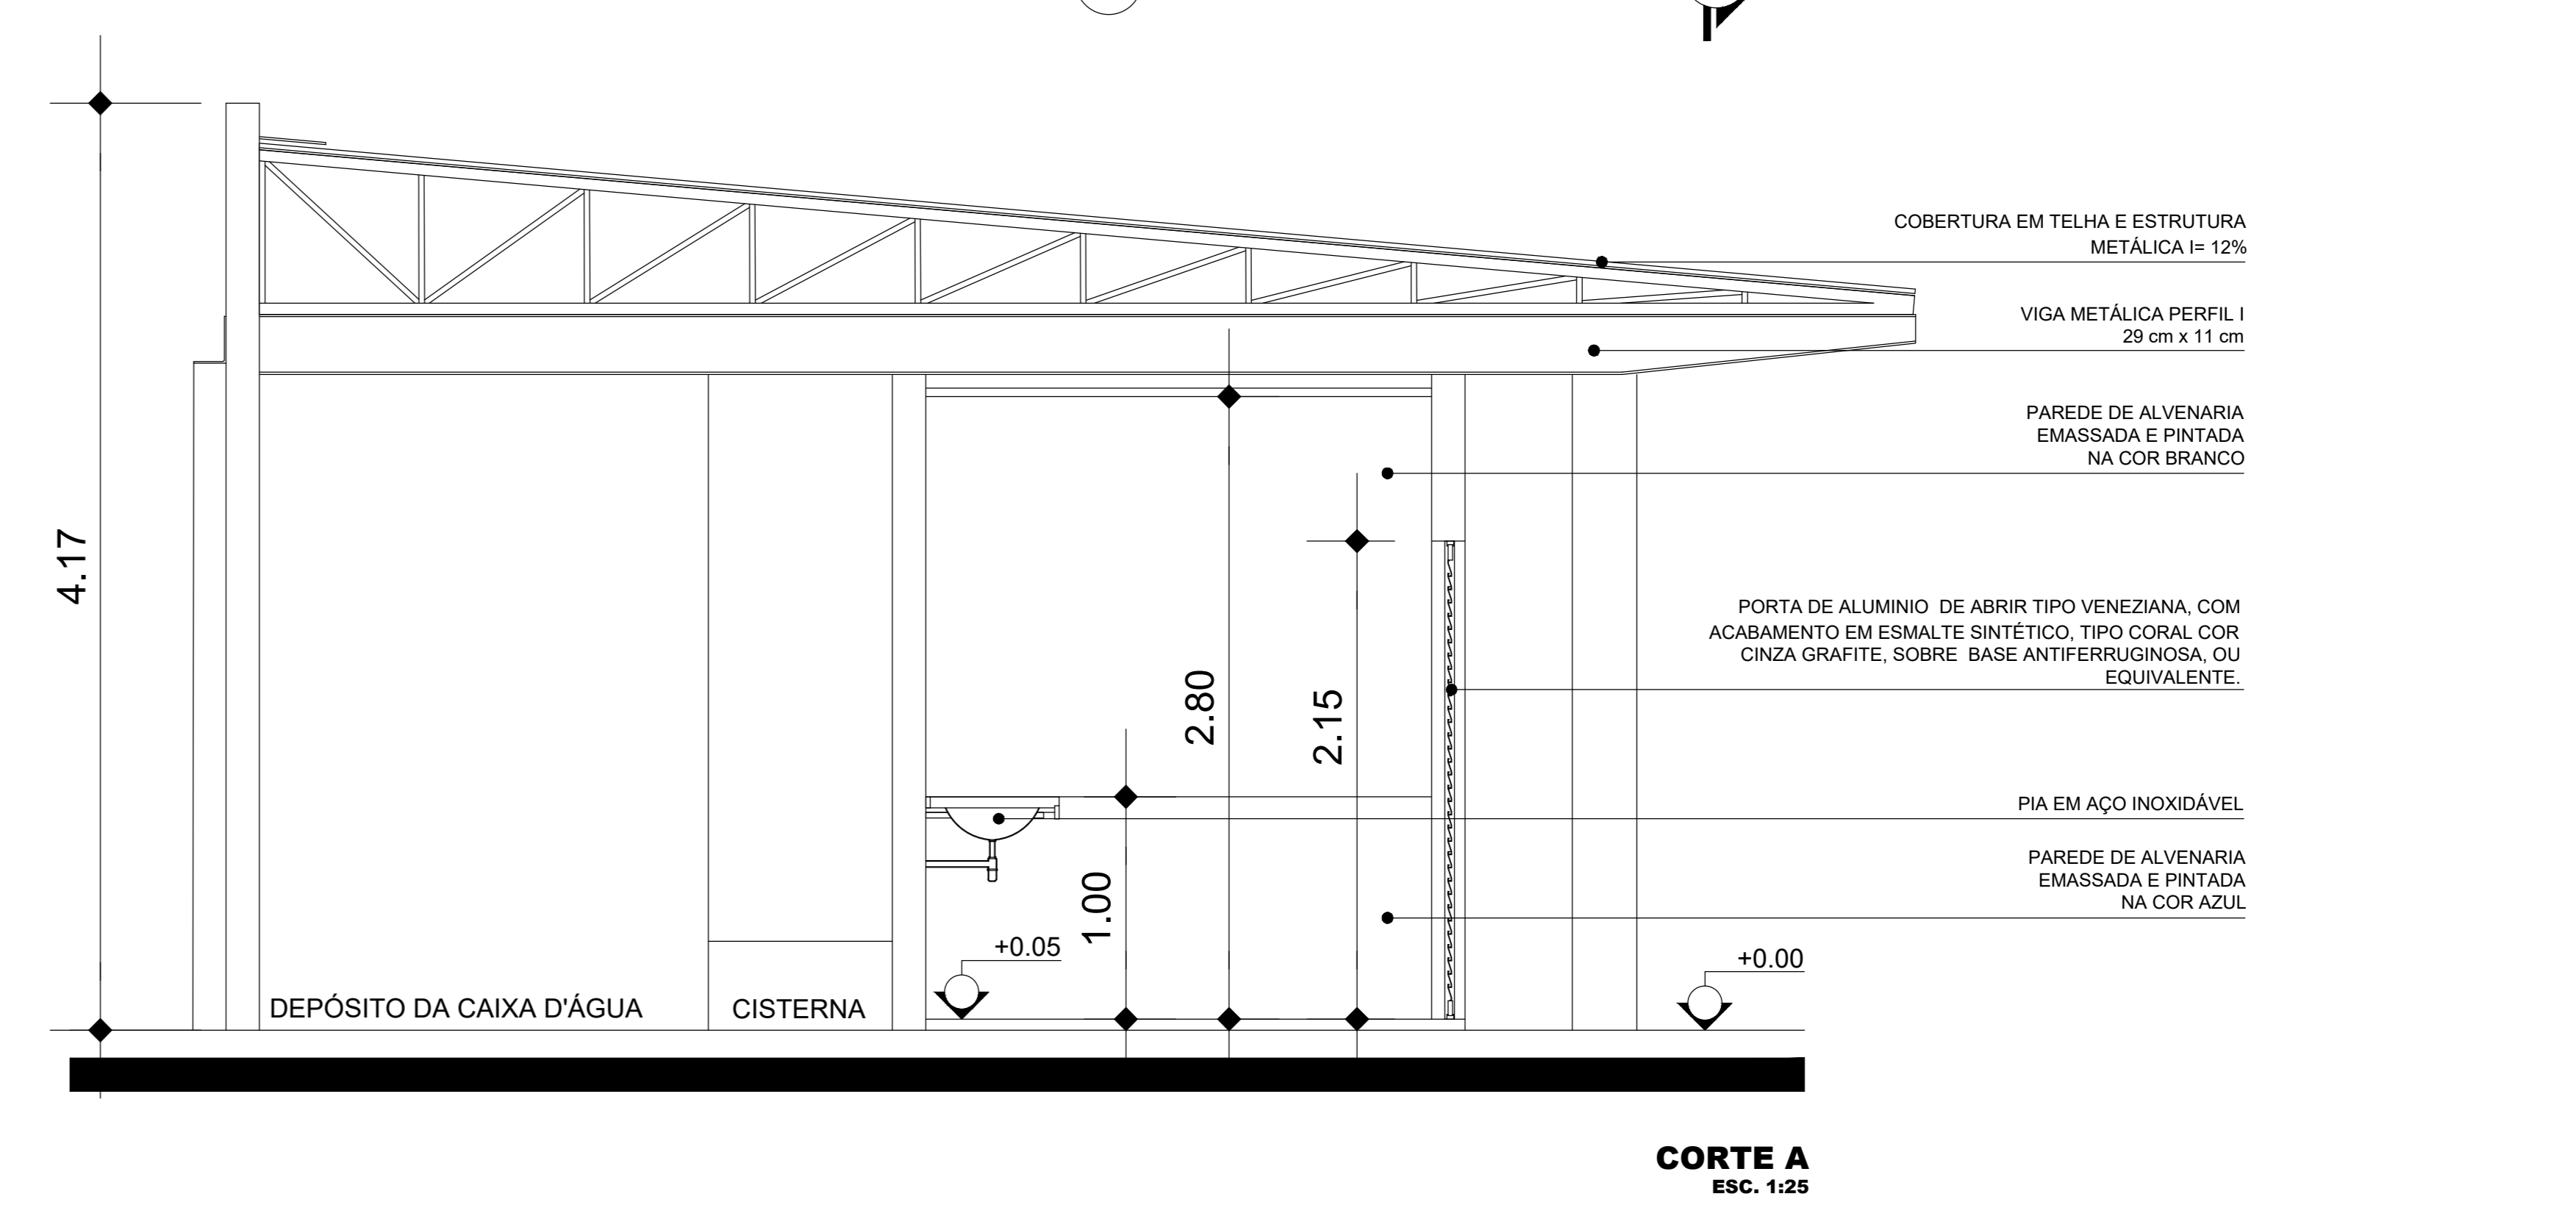 COBERTURA EM TELHA E ESTRUTURA
METÁLICA I= 12%
VIGA METÁLICA PERFIL I
29 cm x 11 cm
PAREDE DE ALVENARIA
EMASSADA E PINTADA
NA COR BRANCO
4.17
PORTA DE ALUMINIO DE ABRIR TIPO VENEZIANA, COM
ACABAMENTO EM ESMALTE SINTÉTICO, TIPO CORAL COR
CINZA GRAFITE, SOBRE BASE ANTIFERRUGINOSA, OU
EQUIVALENTE.
2.80
2.15
PIA EM AÇO INOXIDÁVEL
PAREDE DE ALVENARIA
EMASSADA E PINTADA
NA COR AZUL
1.00
+0.05
+0.00
DEPÓSITO DA CAIXA D'ÁGUA
CISTERNA
CORTE A
ESC. 1:25